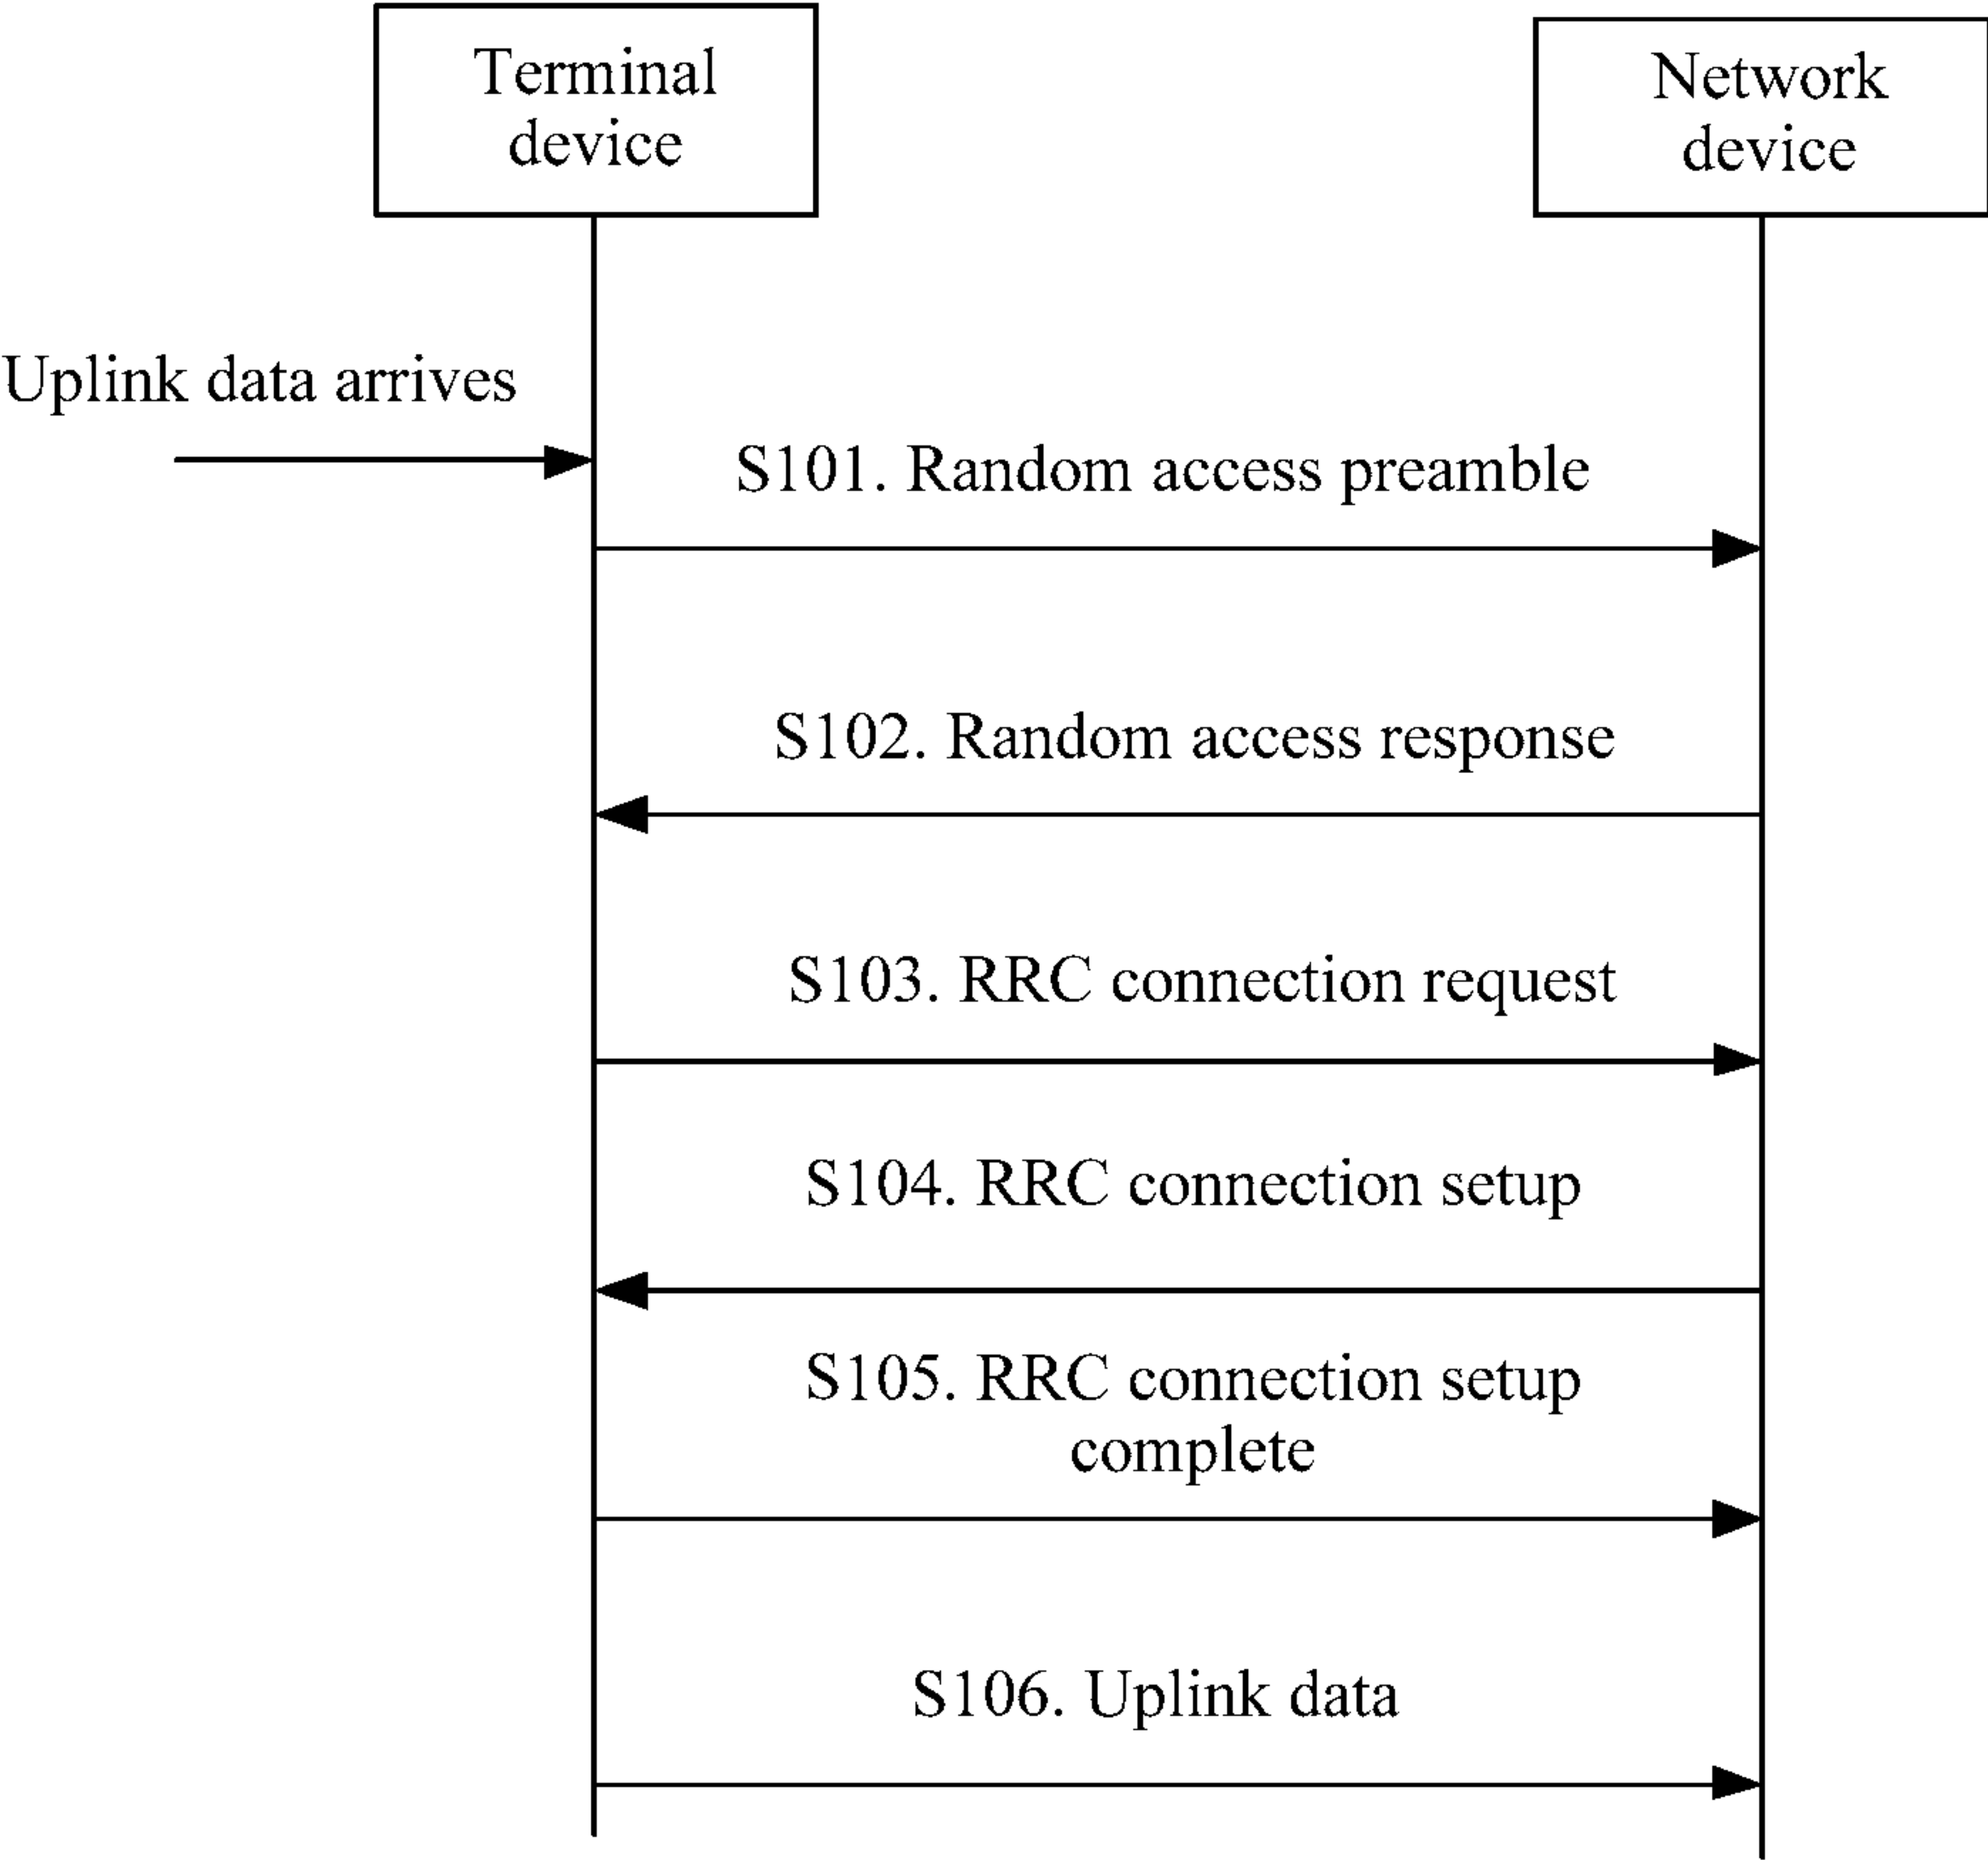 Terminal
device
Network
device
Uplink data arrives
S101. Random access preamble
S102. Random access response
S103. RRC connection request
S104. RRC connection setup
S105. RRC connection setup
complete
S106. Uplink data